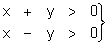 x + y > 0
x - y > 0}